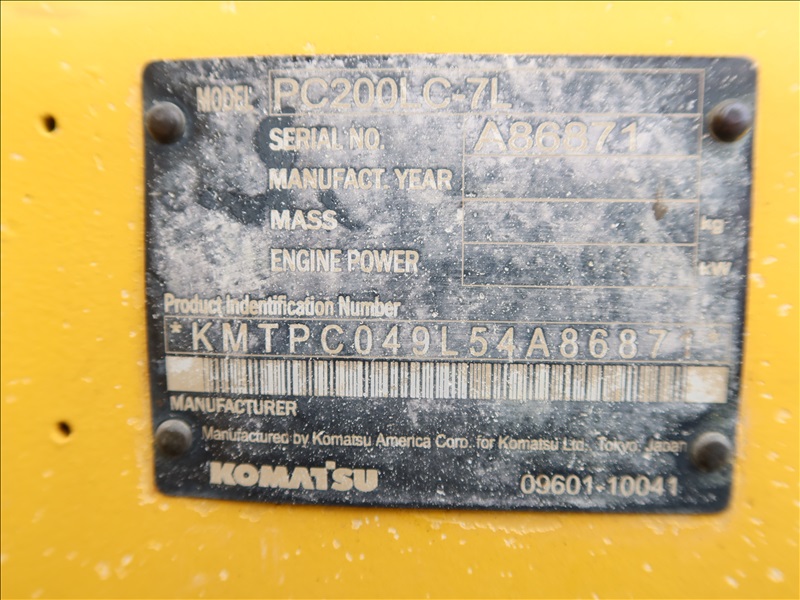 MODEL PC200LC-7L
SERIAL NO. A86871
MANUFACT. YEAR
MASS kg
ENGINE POWER kW
Product Indentification Number
*KMTPC049L54A86871*
MANUFACTURER
Manufactured by Komatsu America Corp. for Komatsu Ltd, Tokyo, Japan
KOMATSU 09601-10041